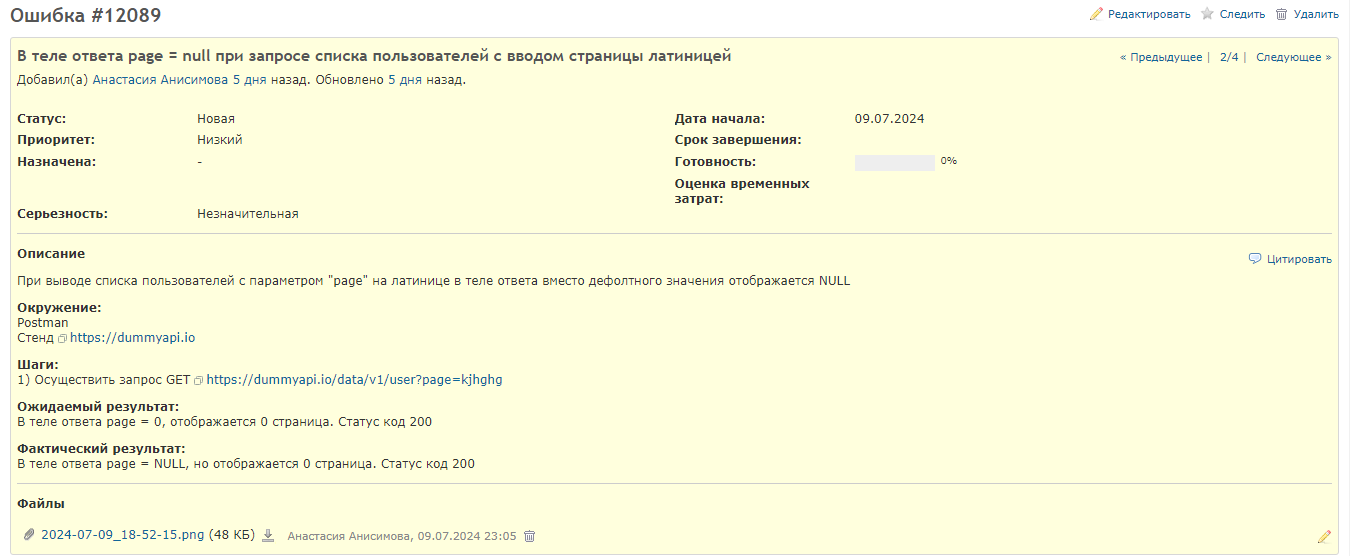 Ошибка #12089
Редактировать Следить Удалить
В теле ответа page = null при запросе списка пользователей с вводом страницы латиницей
« Предыдущее | 2/4 | Следующее »
Добавил(а) Анастасия Анисимова 5 дня назад. Обновлено 5 дня назад.
Статус: Новая Дата начала: 09.07.2024
Приоритет: Низкий Срок завершения:
Назначена: - Готовность: 0%
Оценка временных
затрат:
Серьезность: Незначительная
Описание
Цитировать
При выводе списка пользователей с параметром "page" на латинице в теле ответа вместо дефолтного значения отображается NULL
Окружение:
Postman
Стенд https://dummyapi.io
Шаги:
1) Осуществить запрос GET https://dummyapi.io/data/v1/user?page=kjhghg
Ожидаемый результат:
В теле ответа page = 0, отображается 0 страница. Статус код 200
Фактический результат:
В теле ответа page = NULL, но отображается 0 страница. Статус код 200
Файлы
2024-07-09_18-52-15.png (48 КБ) Анастасия Анисимова, 09.07.2024 23:05